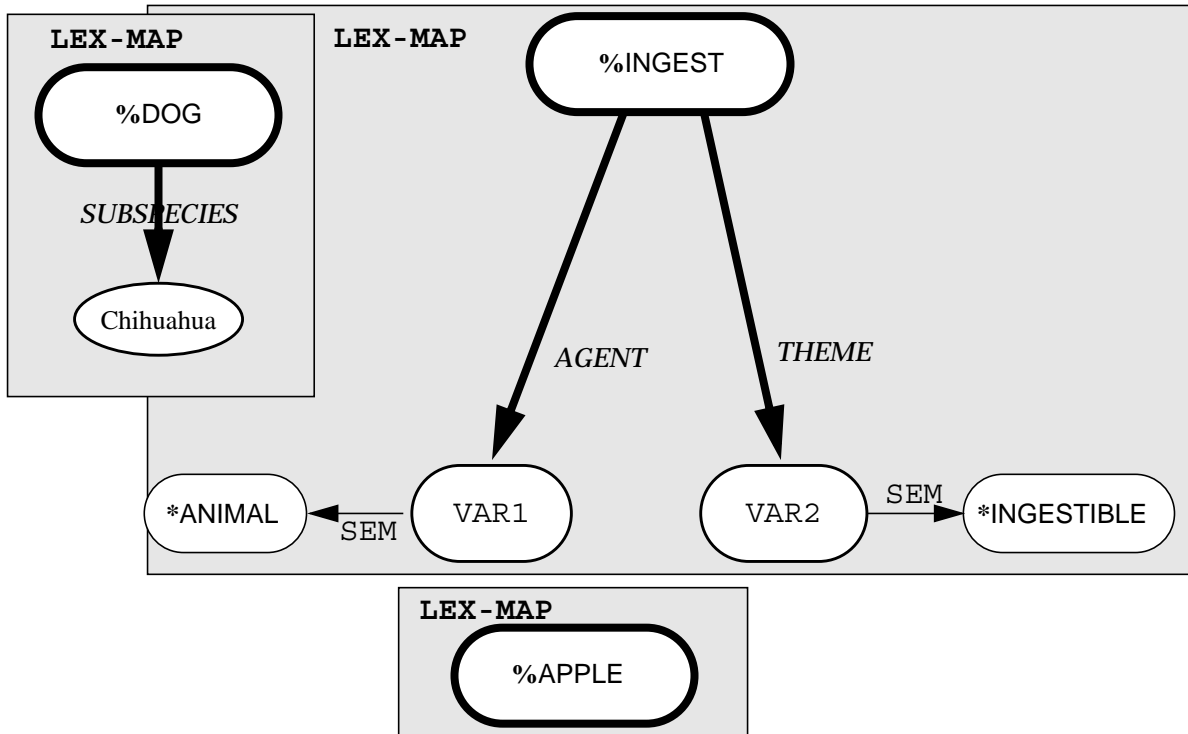 LEX-MAP
%DOG
SUBSPECIES
Chihuahua
LEX-MAP
%INGEST
AGENT
THEME
*ANIMAL
SEM
VAR1
VAR2
SEM
*INGESTIBLE
LEX-MAP
%APPLE